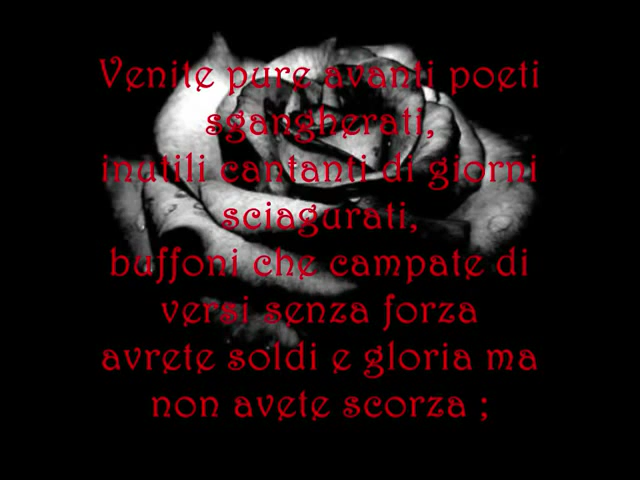 Venite pure avanti poeti
sgangherati,
inutili cantanti di giorni
sciagurati,
buffoni che campate di
versi senza forza
avrete soldi e gloria ma
non avete scorza ;